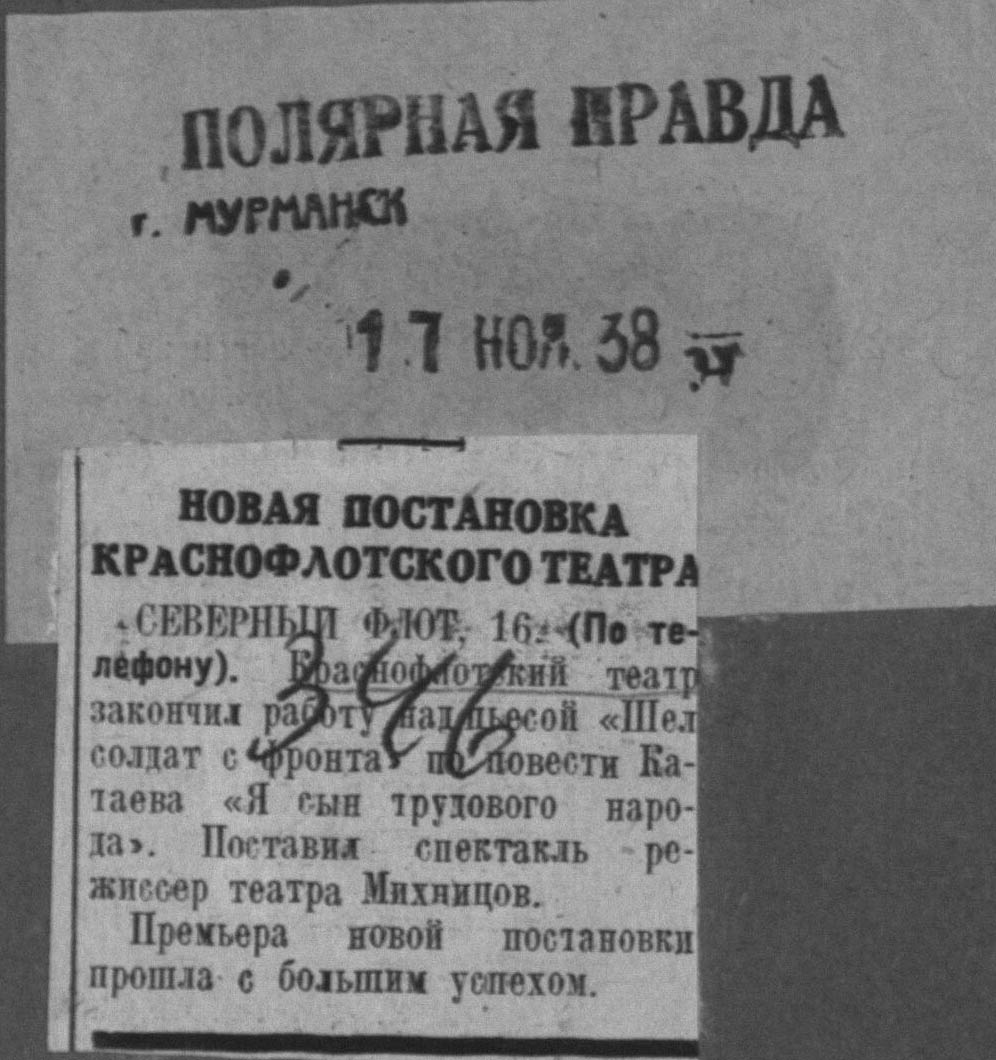 ПОЛЯРНАЯ ПРАВДА
г. МУРМАНСК
17 НОЯ. 38
НОВАЯ ПОСТАНОВКА
КРАСНОФЛОТСКОГО ТЕАТРА
СЕВЕРНЫЙ ФЛОТ, 16. (По те-
лефону). Краснофлотский театр
закончил работу над пьесой «Шел
солдат с фронта» по повести Ка-
таева «Я сын трудового наро-
да». Поставил спектакль ре-
жиссер театра Михницов.
346
Премьера новой постановки
прошла с большим успехом.